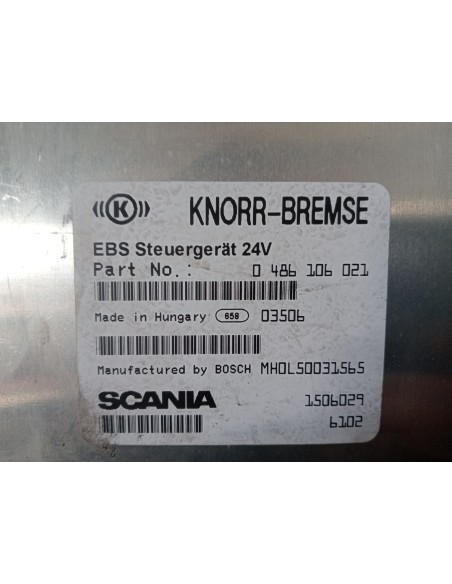 ((K)) KNORR-BREMSE
EBS Steuergerät 24V
Part No.: 0 486 106 021
Made in Hungary 658 03506
Manufactured by BOSCH MHOL50031565
SCANIA 1506029
6102